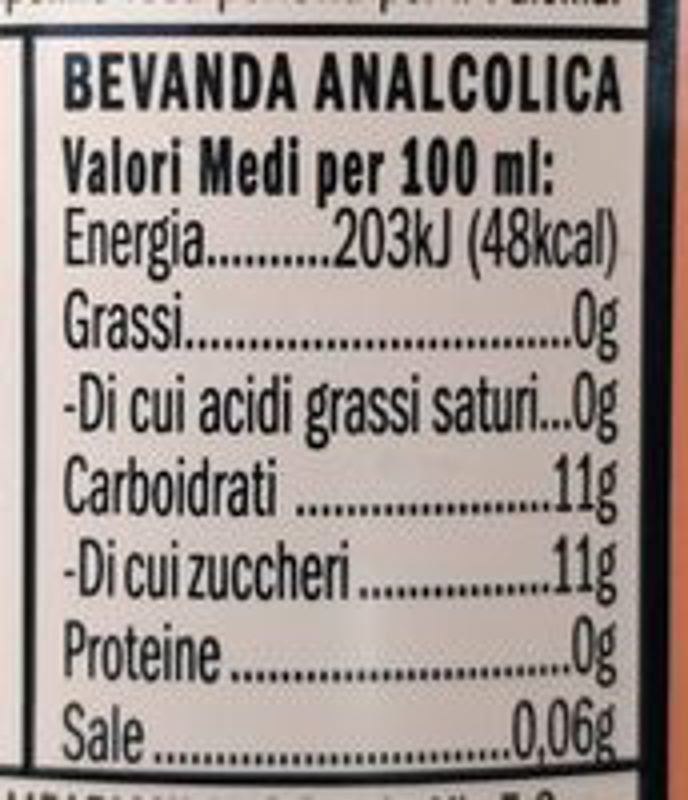 BEVANDA ANALCOLICA
Valori Medi per 100 ml:
Energia..........203kJ (48kcal)
Grassi..............................0g
-Di cui acidi grassi saturi...0g
Carboidrati ....................11g
-Di cui zuccheri ...............11g
Proteine ...........................0g
Sale ............................0,06g